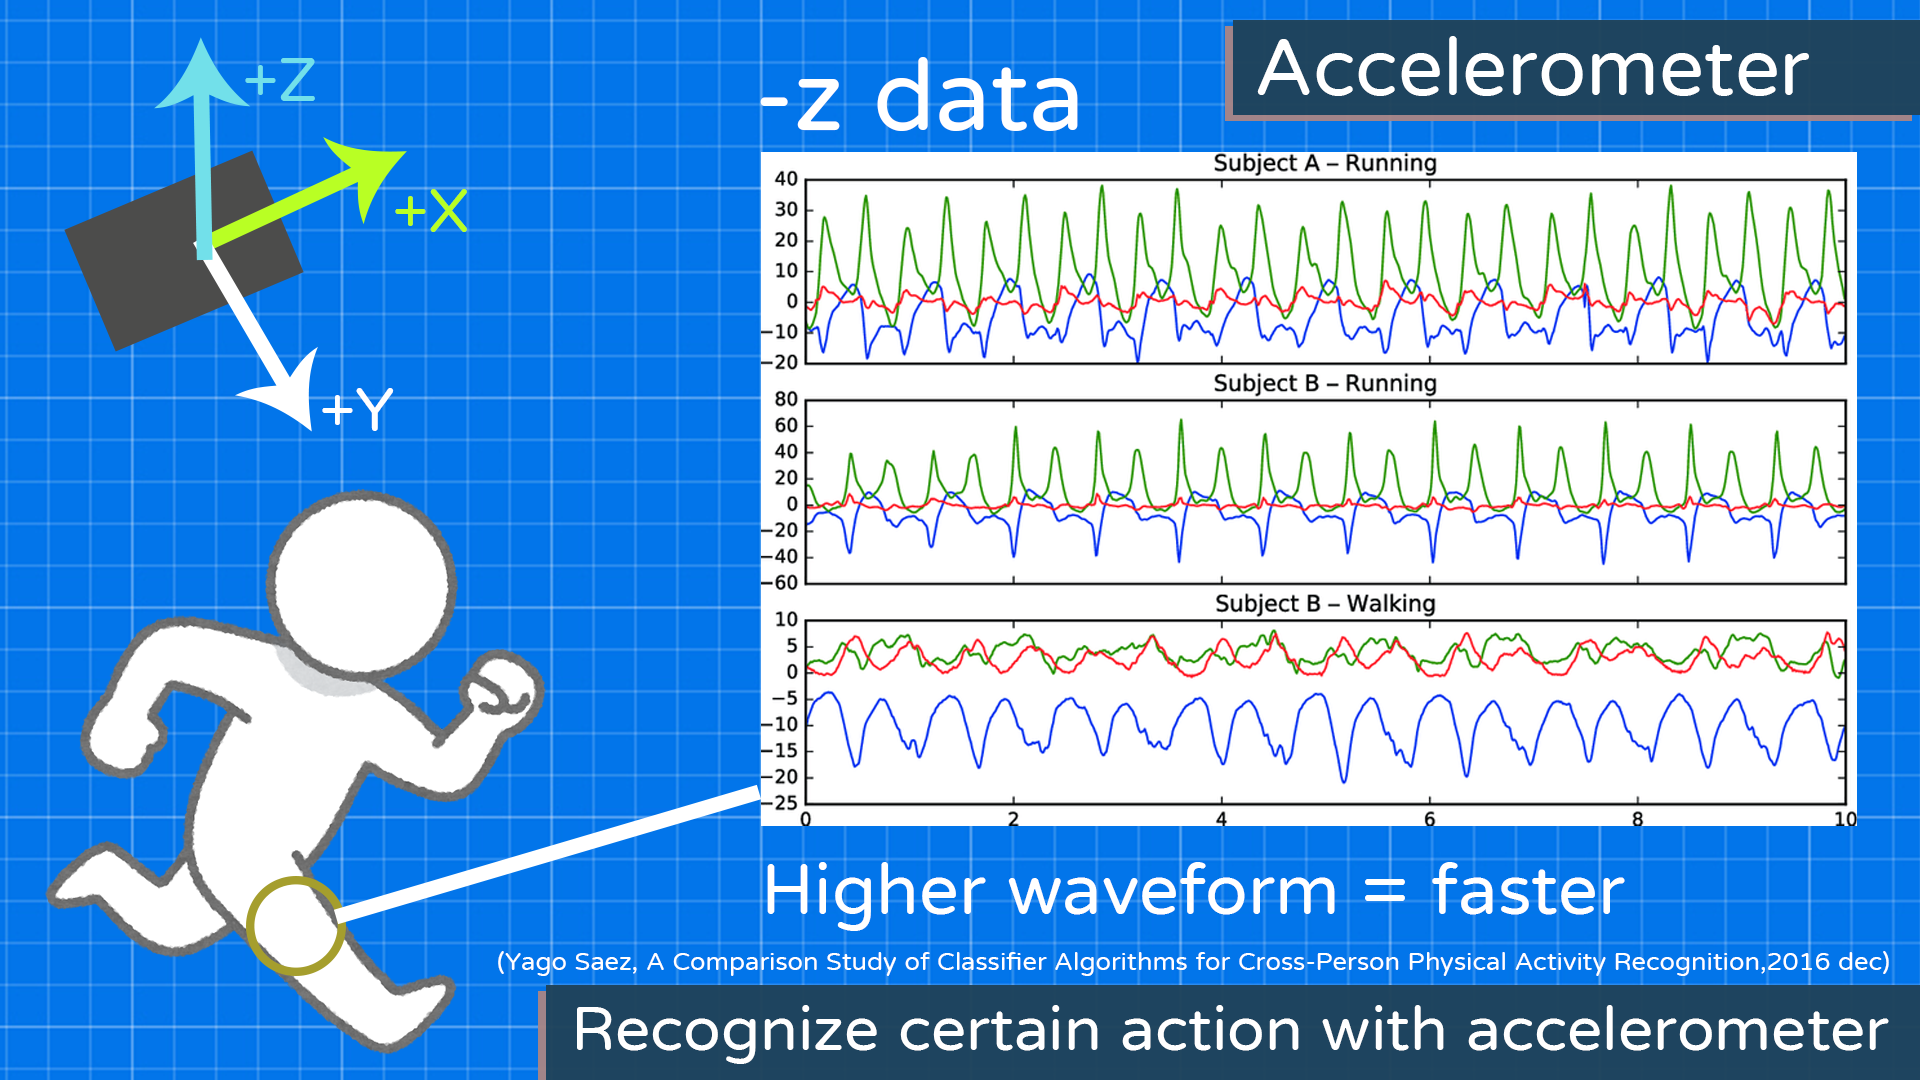 Accelerometer
-z data
+Z
+X
+Y
Subject A – Running
40
30
20
10
0
−10
−20
Subject B – Running
80
60
40
20
0
−20
−40
−60
Subject B – Walking
10
5
0
−5
−10
−15
−20
−25
0 2 4 6 8 10
Higher waveform = faster
(Yago Saez, A Comparison Study of Classifier Algorithms for Cross-Person Physical Activity Recognition,2016 dec)
Recognize certain action with accelerometer